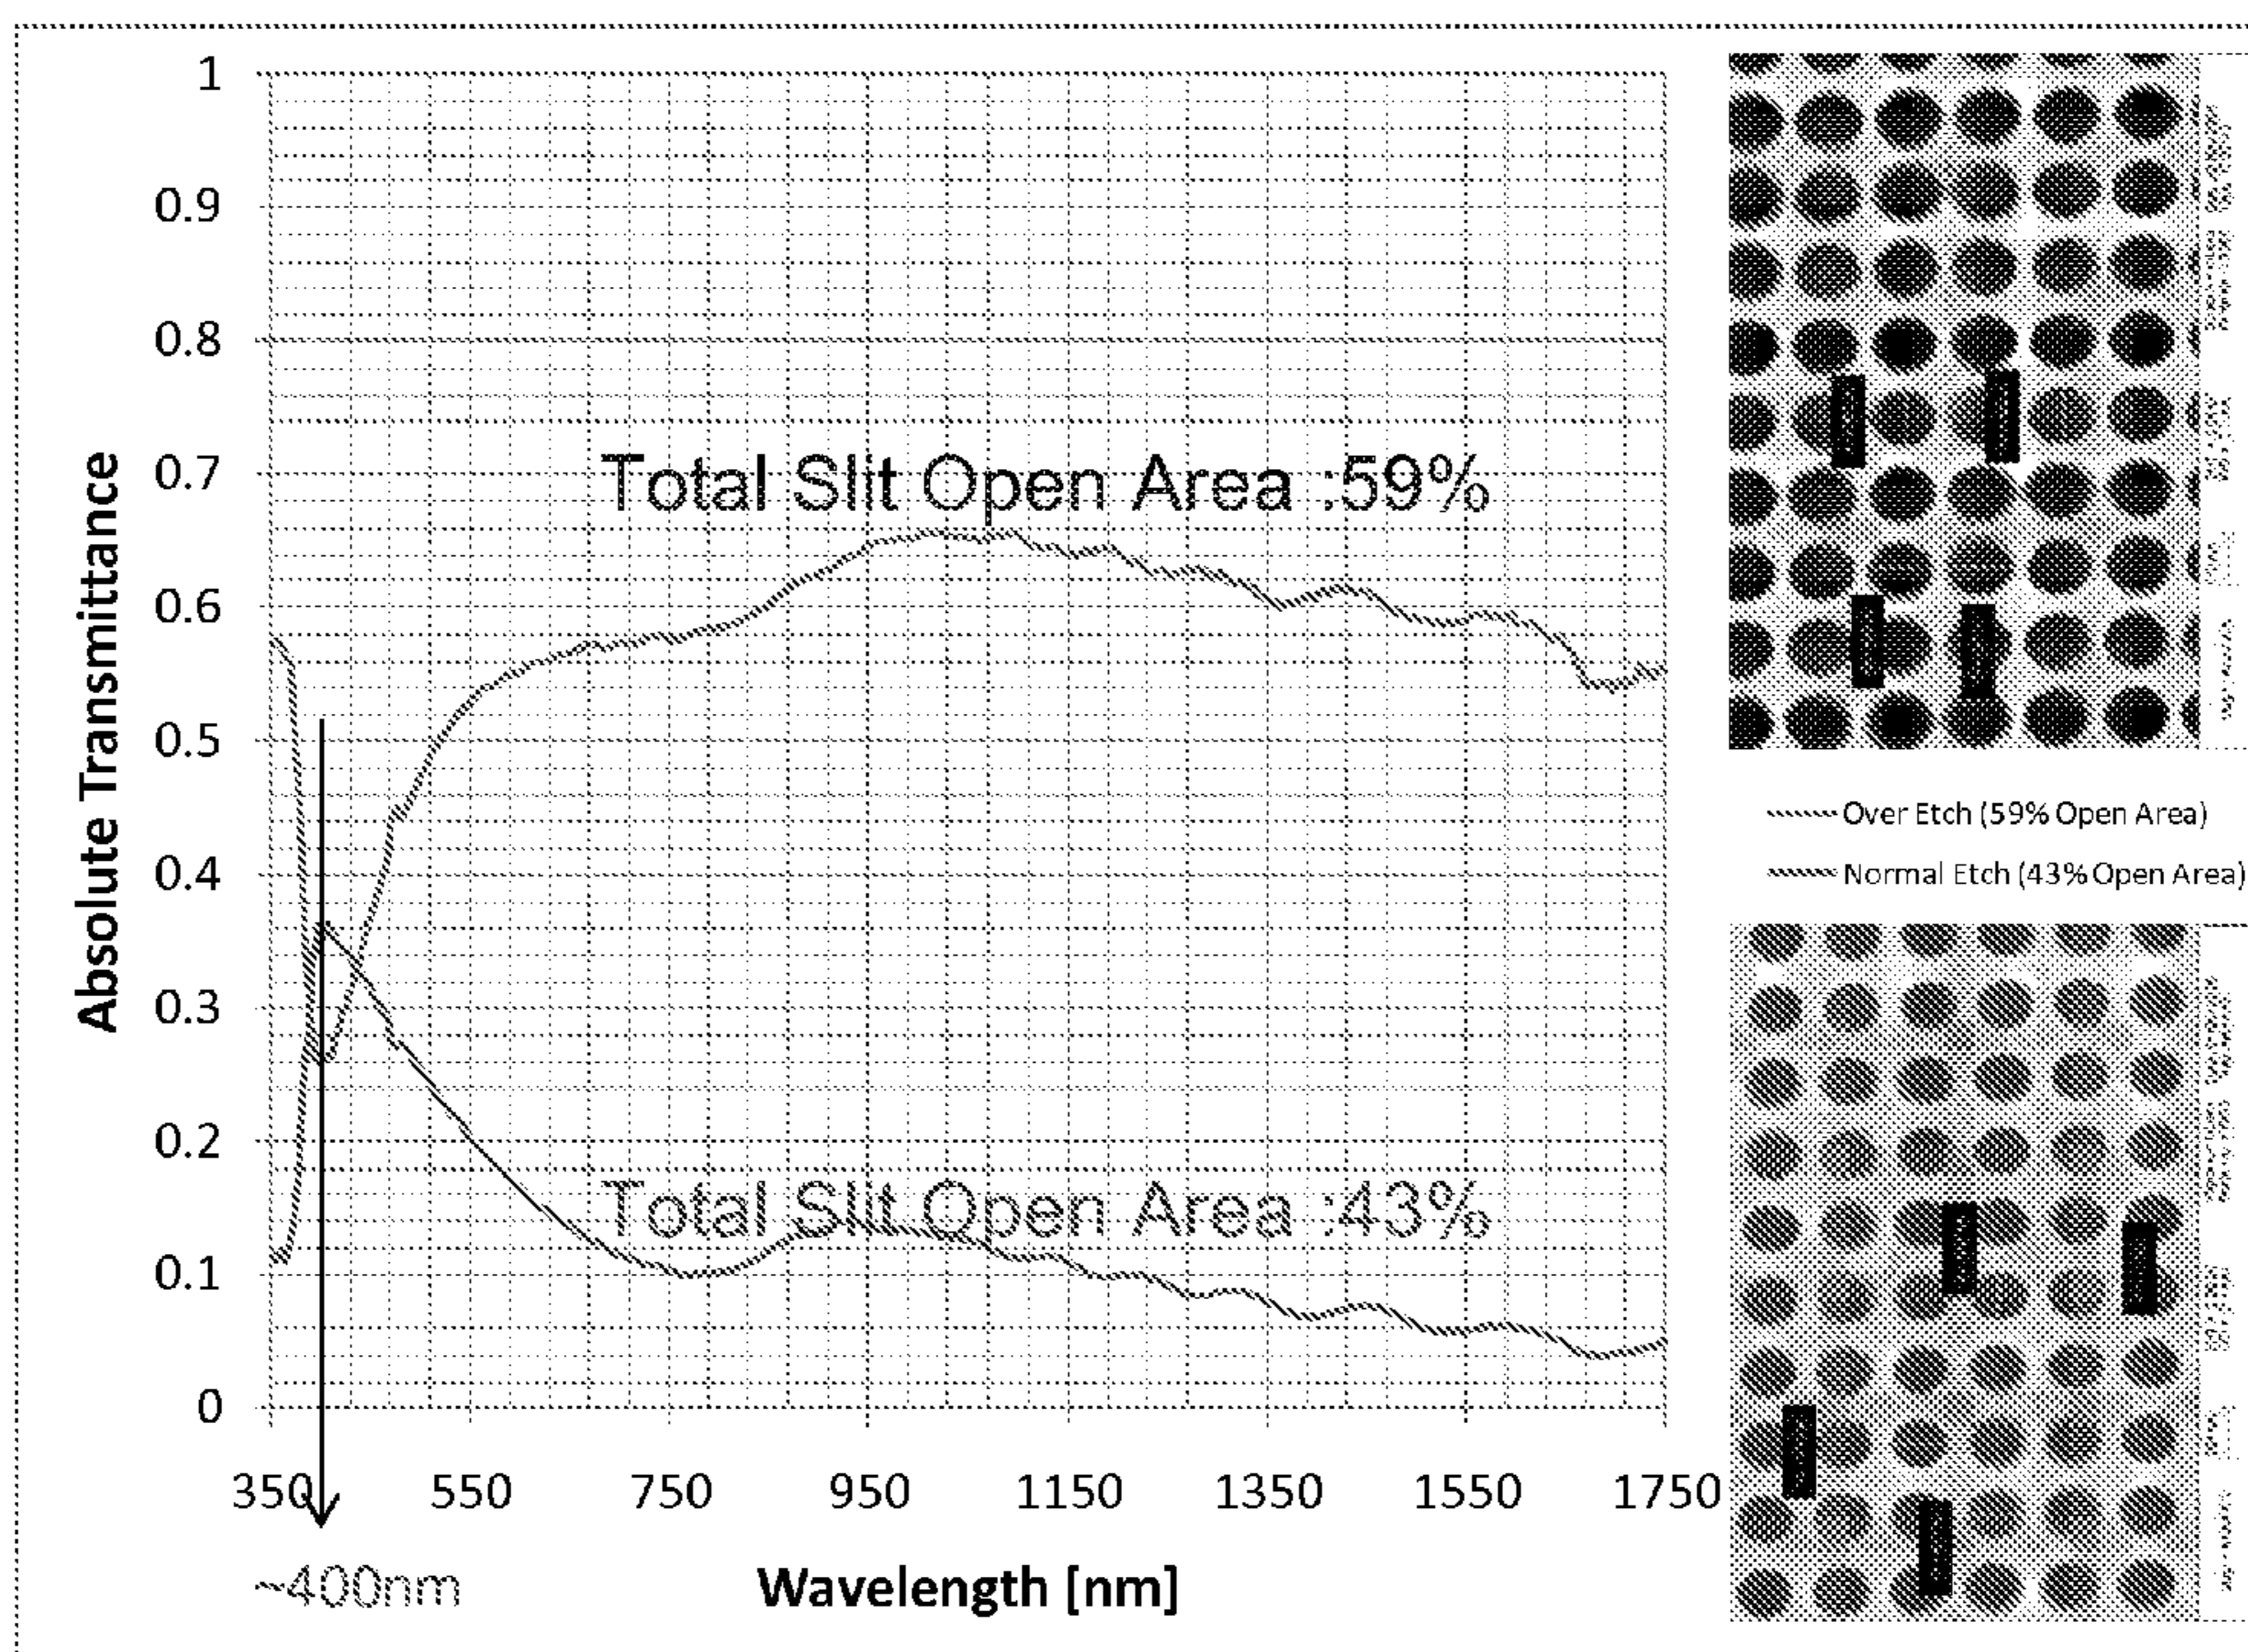 1
0.9
0.8
0.7
0.6
0.5
0.4
0.3
0.2
0.1
0
Absolute Transmittance
Total Slit Open Area :59%
Total Slit Open Area :43%
350
550
750
950
1150
1350
1550
1750
~400nm
Wavelength [nm]
Over Etch (59% Open Area)
Normal Etch (43% Open Area)